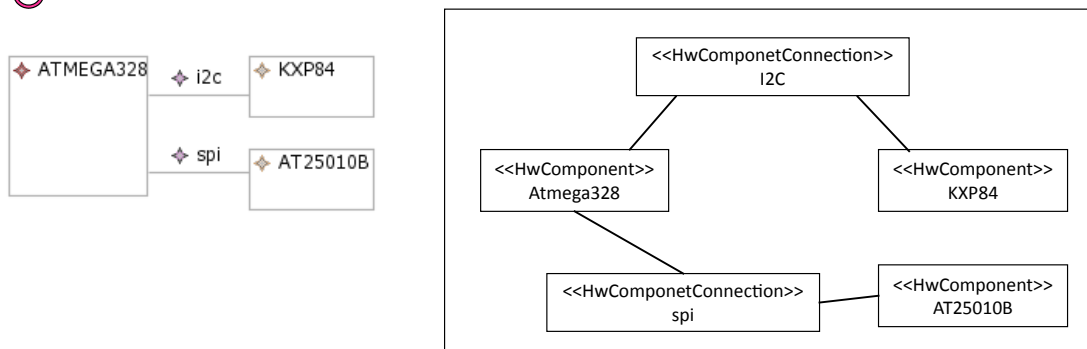 ATMEGA328
i2c
KXP84
spi
AT25010B
<<HwComponetConnection>>
I2C
<<HwComponent>>
Atmega328
<<HwComponent>>
KXP84
<<HwComponetConnection>>
spi
<<HwComponent>>
AT25010B